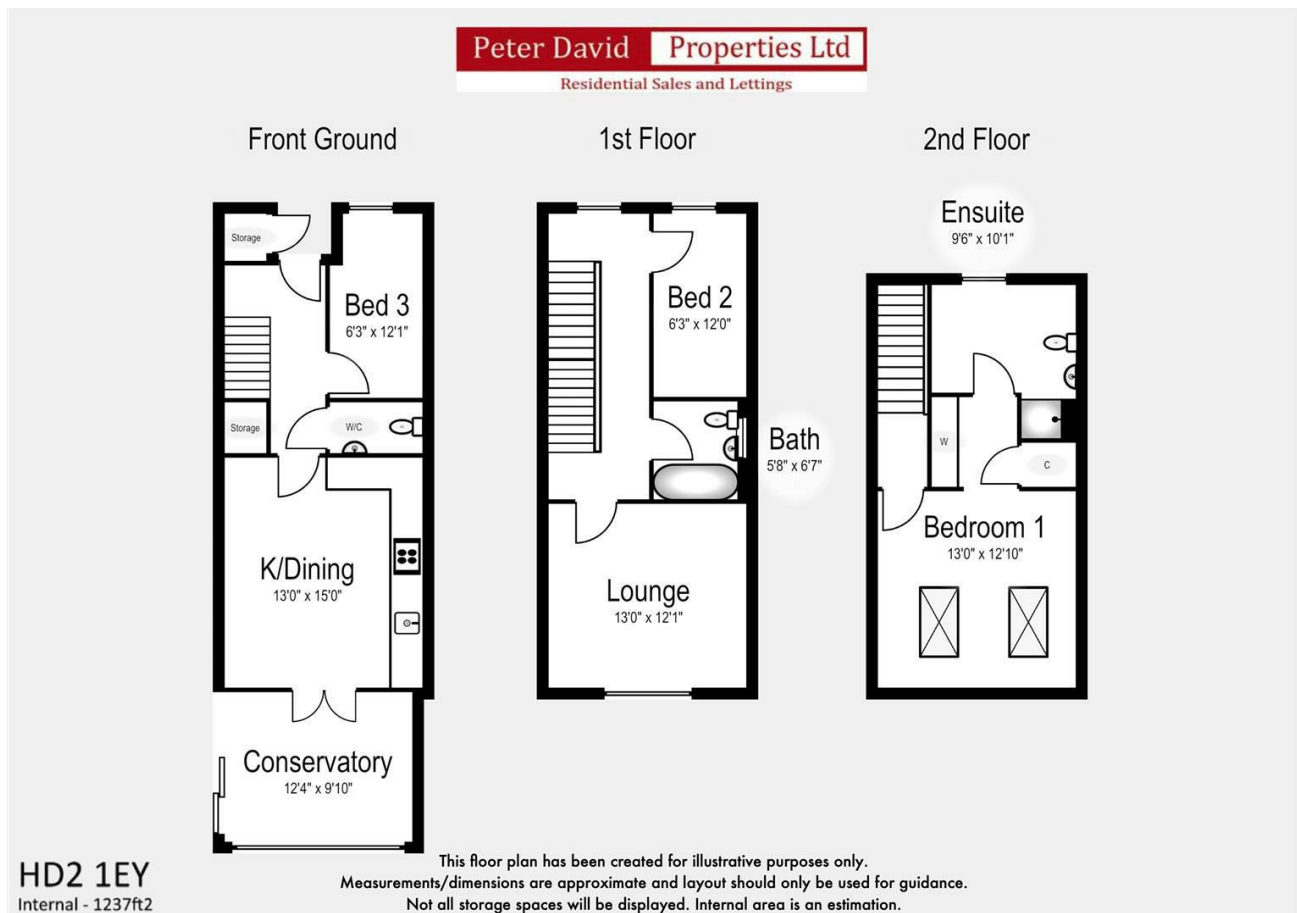 Peter David Properties Ltd
Residential Sales and Lettings
Front Ground
1st Floor
2nd Floor
Storage
Bed 3
6'3" x 12'1"
Storage
W/C
K/Dining
13'0" x 15'0"
Conservatory
12'4" x 9'10"
Bed 2
6'3" x 12'0"
Bath
5'8" x 6'7"
Lounge
13'0" x 12'1"
Ensuite
9'6" x 10'1"
W
C
Bedroom 1
13'0" x 12'10"
HD2 1EY
Internal - 1237ft2
This floor plan has been created for illustrative purposes only.
Measurements/dimensions are approximate and layout should only be used for guidance.
Not all storage spaces will be displayed. Internal area is an estimation.